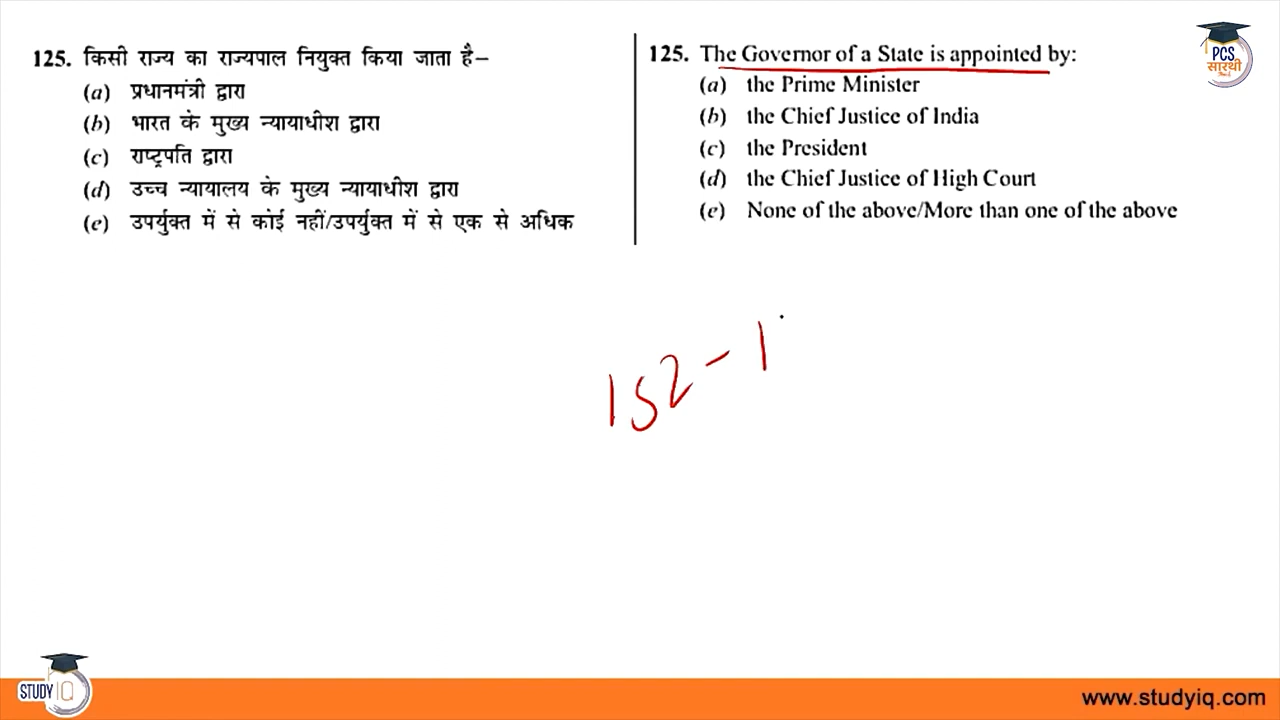 125. किसी राज्य का राज्यपाल नियुक्त किया जाता है–
(a) प्रधानमंत्री द्वारा
(b) भारत के मुख्य न्यायाधीश द्वारा
(c) राष्ट्रपति द्वारा
(d) उच्च न्यायालय के मुख्य न्यायाधीश द्वारा
(e) उपर्युक्त में से कोई नहीं/उपर्युक्त में से एक से अधिक
125. The Governor of a State is appointed by:
(a) the Prime Minister
(b) the Chief Justice of India
(c) the President
(d) the Chief Justice of High Court
(e) None of the above/More than one of the above
PCS
सारथी
152 – 1
STUDY IQ
www.studyiq.com